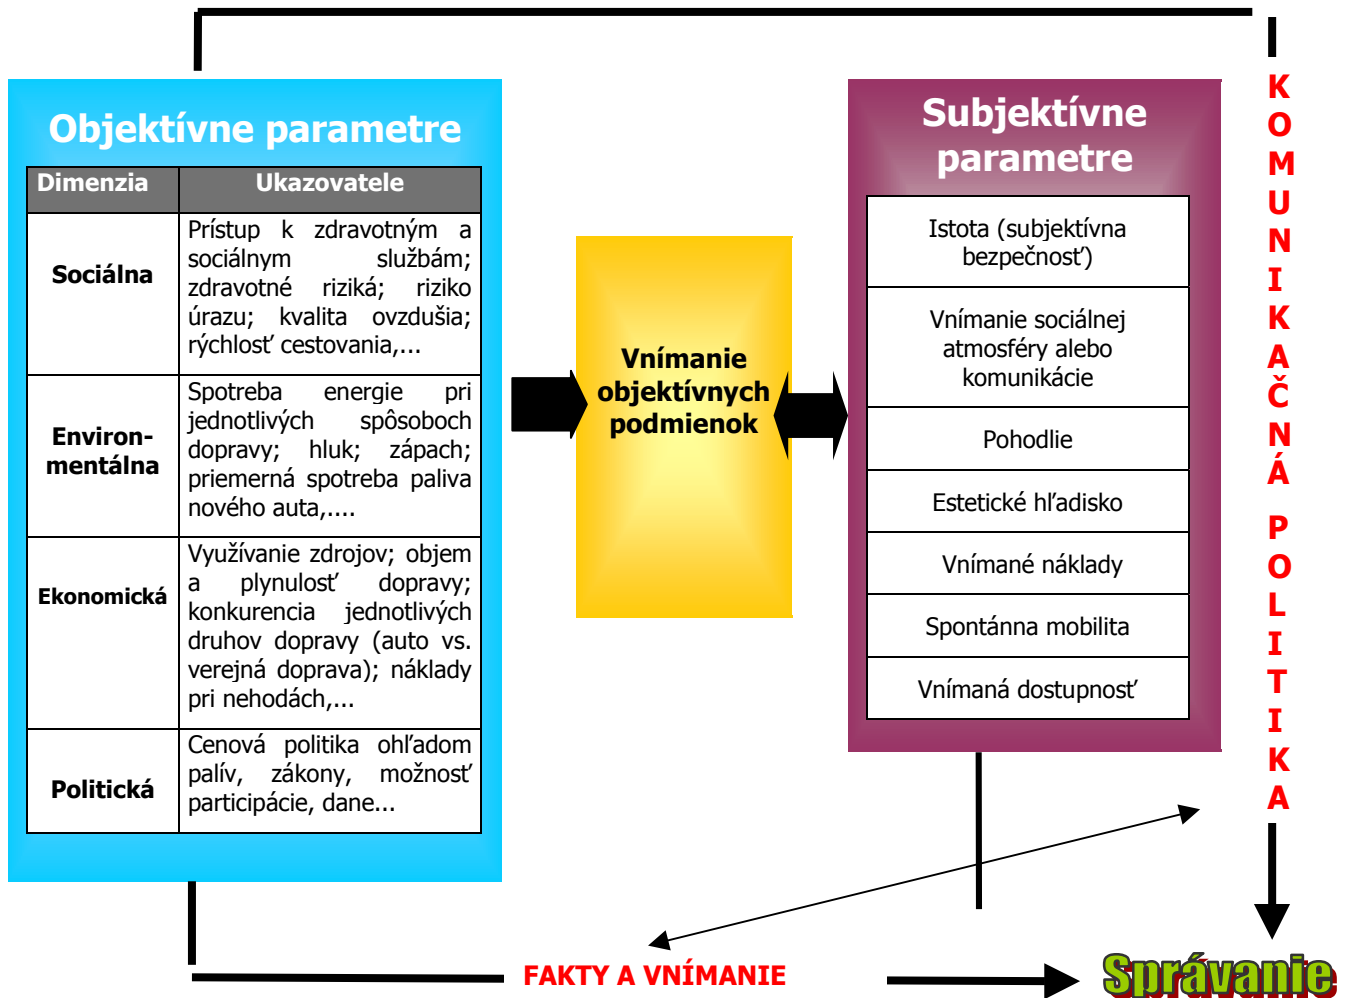 Objektívne parametre
Dimenzia Ukazovatele
Sociálna
Prístup k zdravotným a
sociálnym službám;
zdravotné riziká; riziko
úrazu; kvalita ovzdušia;
rýchlosť cestovania,...
Environ-
mentálna
Spotreba energie pri
jednotlivých spôsoboch
dopravy; hluk; zápach;
priemerná spotreba paliva
nového auta,....
Ekonomická
Využívanie zdrojov; objem
a plynulosť dopravy;
konkurencia jednotlivých
druhov dopravy (auto vs.
verejná doprava); náklady
pri nehodách,...
Politická
Cenová politika ohľadom
palív, zákony, možnosť
participácie, dane...
Vnímanie
objektívnych
podmienok
Subjektívne
parametre
Istota (subjektívna
bezpečnosť)
Vnímanie sociálnej
atmosféry alebo
komunikácie
Pohodlie
Estetické hľadisko
Vnímané náklady
Spontánna mobilita
Vnímaná dostupnosť
KOMUNIKAČNÁ POLITIKA
FAKTY A VNÍMANIE
Správanie